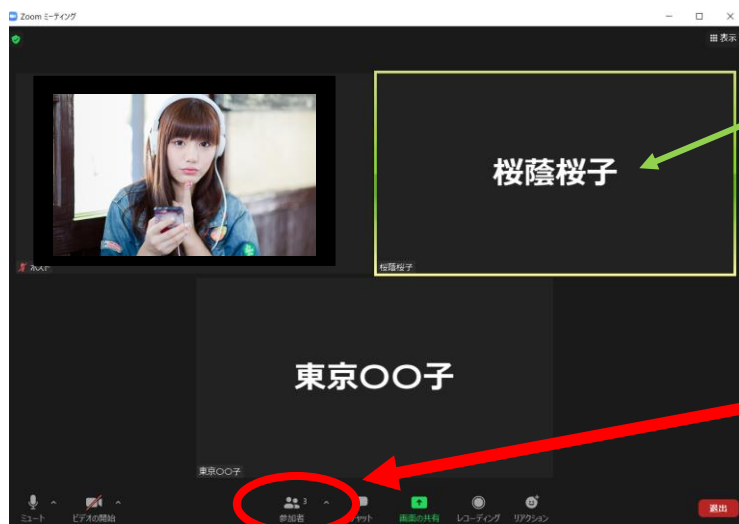 Zoom ミーティング
表示
桜蔭桜子
ホスト
桜蔭桜子
東京〇〇子
東京〇〇子
3
ミュート
ビデオの開始
参加者
画面の共有
レコーディング
リアクション
退出